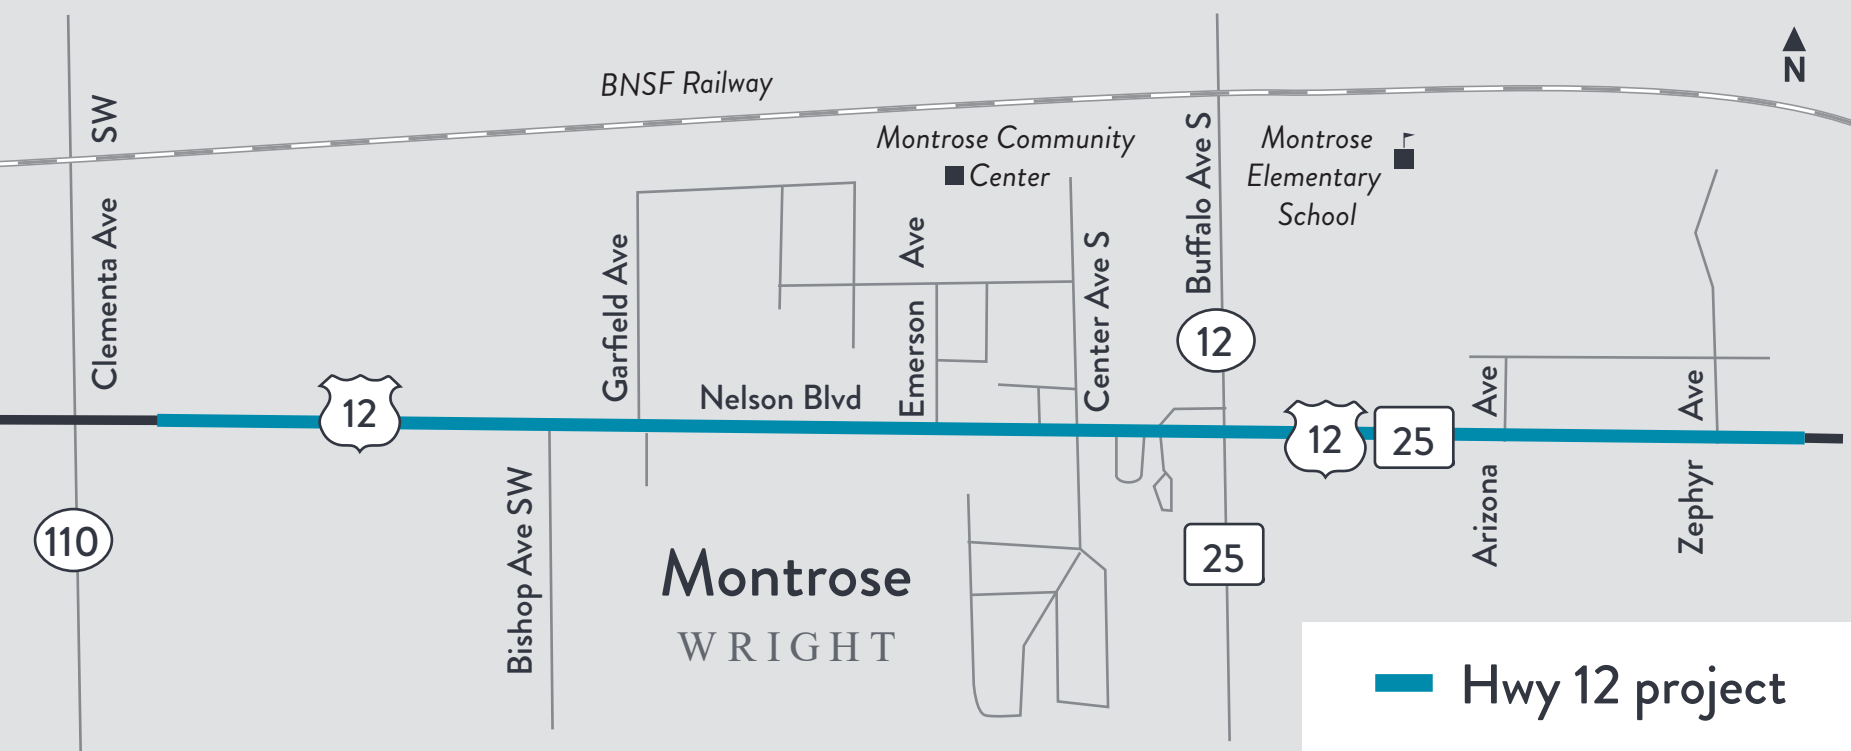 N
BNSF Railway
Clementa Ave SW
Montrose Community
Center
Montrose
Elementary
School
Buffalo Ave S
Garfield Ave
Emerson Ave
Center Ave S
12
Nelson Blvd
12
12
25
Arizona Ave
Zephyr Ave
110
Bishop Ave SW
25
Montrose
WRIGHT
Hwy 12 project